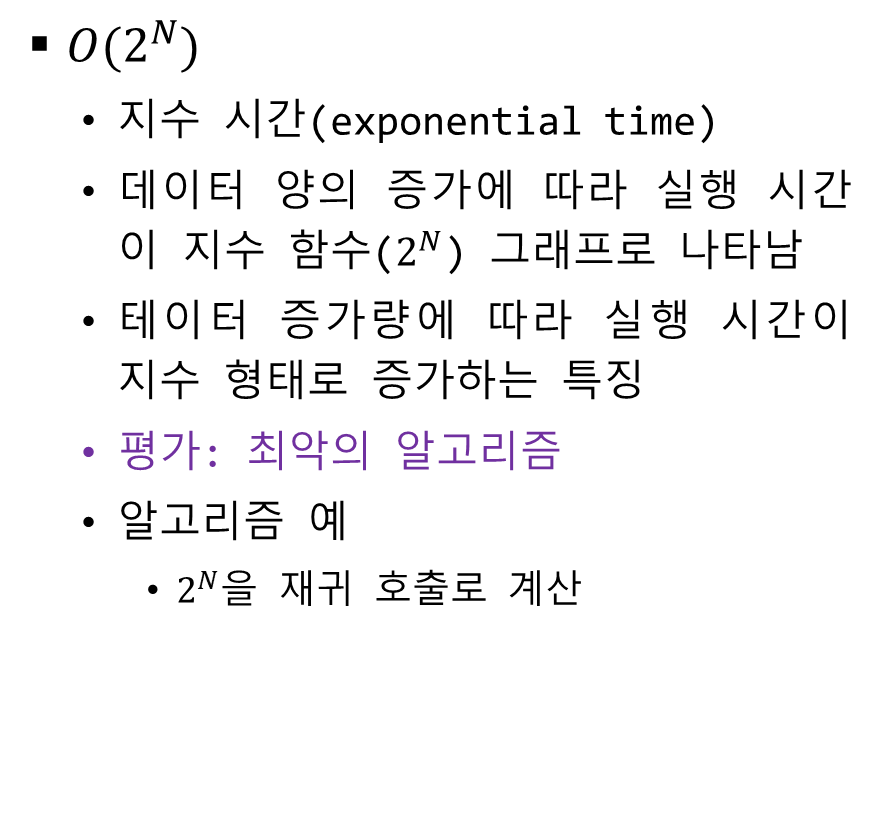 ▪ O(2^N)
• 지수 시간(exponential time)
• 데이터 양의 증가에 따라 실행 시간
이 지수 함수(2^N) 그래프로 나타남
• 테이터 증가량에 따라 실행 시간이
지수 형태로 증가하는 특징
• 평가: 최악의 알고리즘
• 알고리즘 예
• 2^N을 재귀 호출로 계산